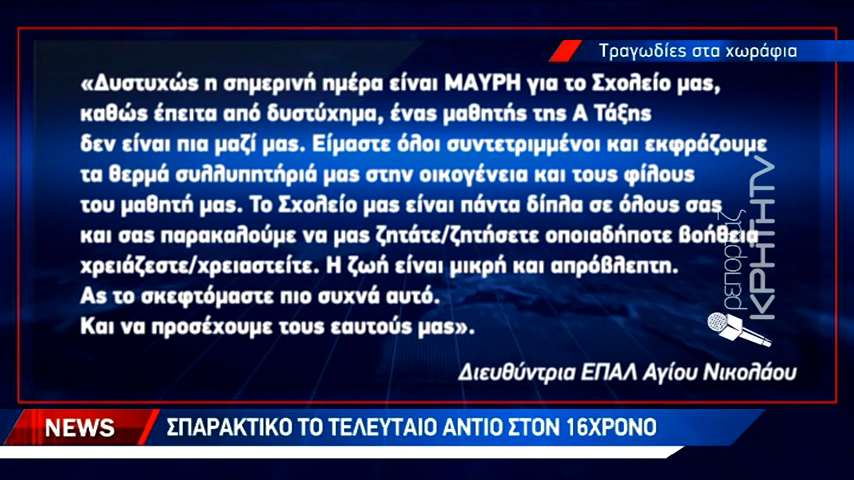 Τραγωδίες στα χωράφια
«Δυστυχώς η σημερινή ημέρα είναι ΜΑΥΡΗ για το Σχολείο μας,
καθώς έπειτα από δυστύχημα, ένας μαθητής της Α Τάξης
δεν είναι πια μαζί μας. Είμαστε όλοι συντετριμμένοι και εκφράζουμε
τα θερμά συλλυπητήριά μας στην οικογένεια και τους φίλους
του μαθητή μας. Το Σχολείο μας είναι πάντα δίπλα σε όλους σας
και σας παρακαλούμε να μας ζητάτε/ζητήσετε οποιαδήποτε βοήθεια
χρειάζεστε/χρειαστείτε. Η ζωή είναι μικρή και απρόβλεπτη.
Ας το σκεφτόμαστε πιο συχνά αυτό.
Και να προσέχουμε τους εαυτούς μας».
Διευθύντρια ΕΠΑΛ Αγίου Νικολάου
ρεπορτάζ
ΚΡΗΤΗTV
NEWS
ΣΠΑΡΑΚΤΙΚΟ ΤΟ ΤΕΛΕΥΤΑΙΟ ΑΝΤΙΟ ΣΤΟΝ 16ΧΡΟΝΟ